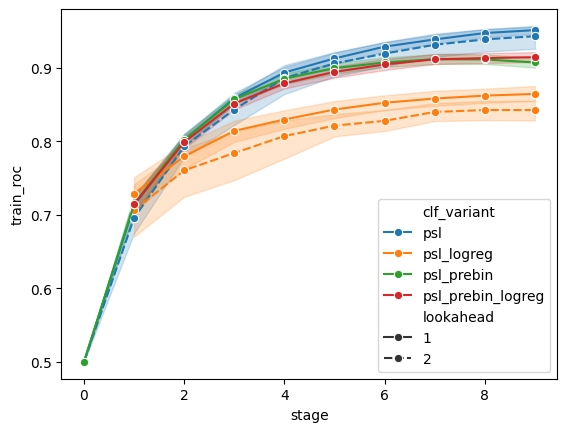 0.9
0.8
0.7
0.6
0.5
train_roc
0 2 4 6 8
stage
clf_variant
psl
psl_logreg
psl_prebin
psl_prebin_logreg
lookahead
1
2